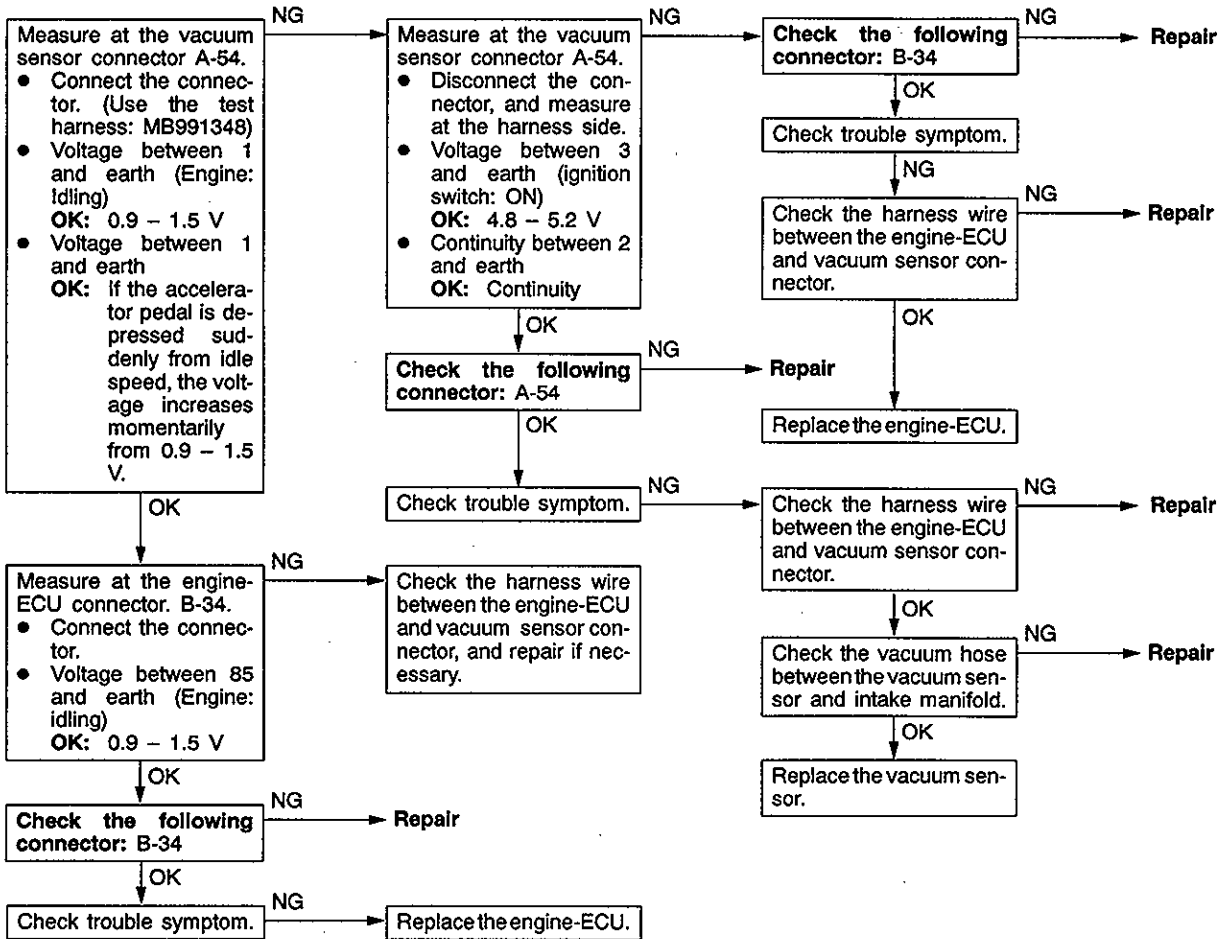 Measure at the vacuum
sensor connector A-54.
● Connect the connec-
tor. (Use the test
harness: MB991348)
● Voltage between 1
and earth (Engine:
Idling)
OK: 0.9 – 1.5 V
● Voltage between 1
and earth
OK: If the accelera-
tor pedal is de-
pressed sud-
denly from idle
speed, the volt-
age increases
momentarily
from 0.9 – 1.5
V.
NG
OK
Measure at the vacuum
sensor connector A-54.
● Disconnect the con-
nector, and measure
at the harness side.
● Voltage between 3
and earth (ignition
switch: ON)
OK: 4.8 – 5.2 V
● Continuity between 2
and earth
OK: Continuity
NG
OK
Check the following
connector: B-34
NG
Repair
OK
Check trouble symptom.
NG
Check the harness wire
between the engine-ECU
and vacuum sensor con-
nector.
NG
Repair
OK
Replace the engine-ECU.
Check the following
connector: A-54
NG
Repair
OK
Check trouble symptom.
NG
Check the harness wire
between the engine-ECU
and vacuum sensor con-
nector.
NG
Repair
OK
Check the vacuum hose
between the vacuum sen-
sor and intake manifold.
NG
Repair
OK
Replace the vacuum sen-
sor.
Measure at the engine-
ECU connector. B-34.
● Connect the connec-
tor.
● Voltage between 85
and earth (Engine:
idling)
OK: 0.9 – 1.5 V
NG
Check the harness wire
between the engine-ECU
and vacuum sensor con-
nector, and repair if nec-
essary.
OK
Check the following
connector: B-34
NG
Repair
OK
Check trouble symptom.
NG
Replace the engine-ECU.